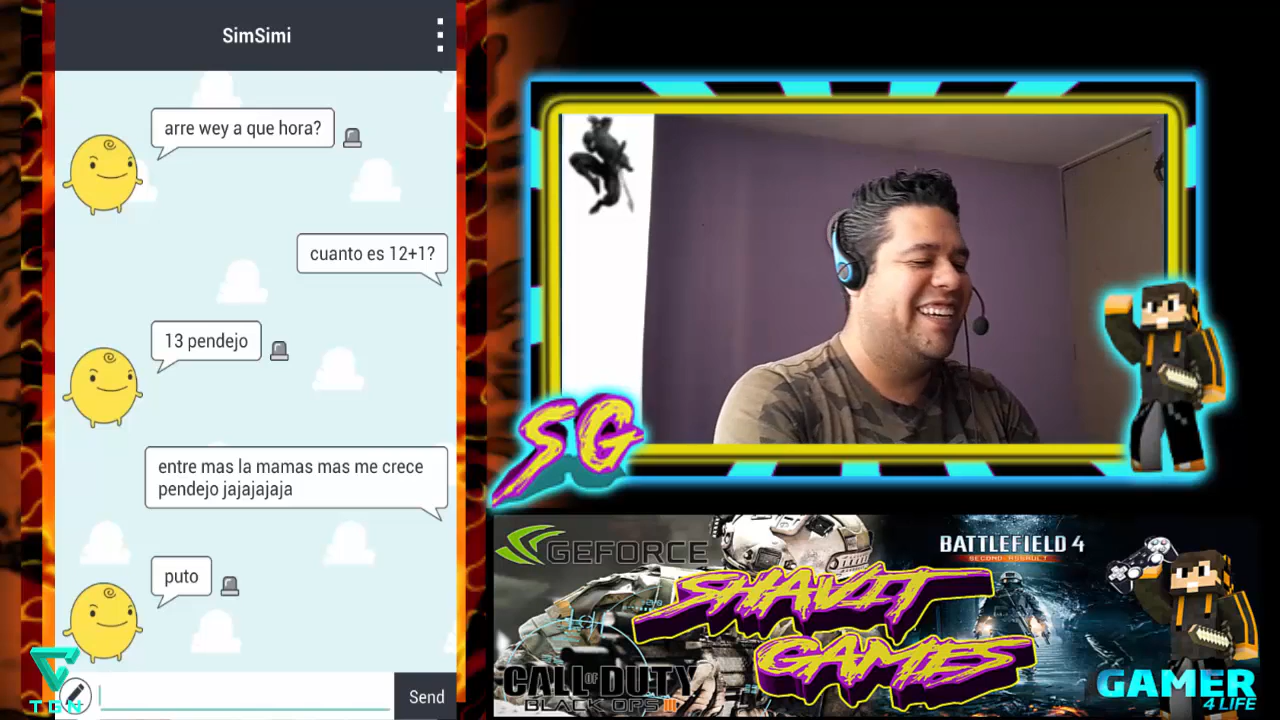 SimSimi
arre wey a que hora?
cuanto es 12+1?
13 pendejo
entre mas la mamas mas me crece
pendejo jajajajaja
puto
Send
TGN
SG
GEFORCE
BATTLEFIELD 4
SECOND ASSAULT
SHAVIT
GAMES
CALL OF DUTY
BLACK OPS III
GAMER
4 LIFE